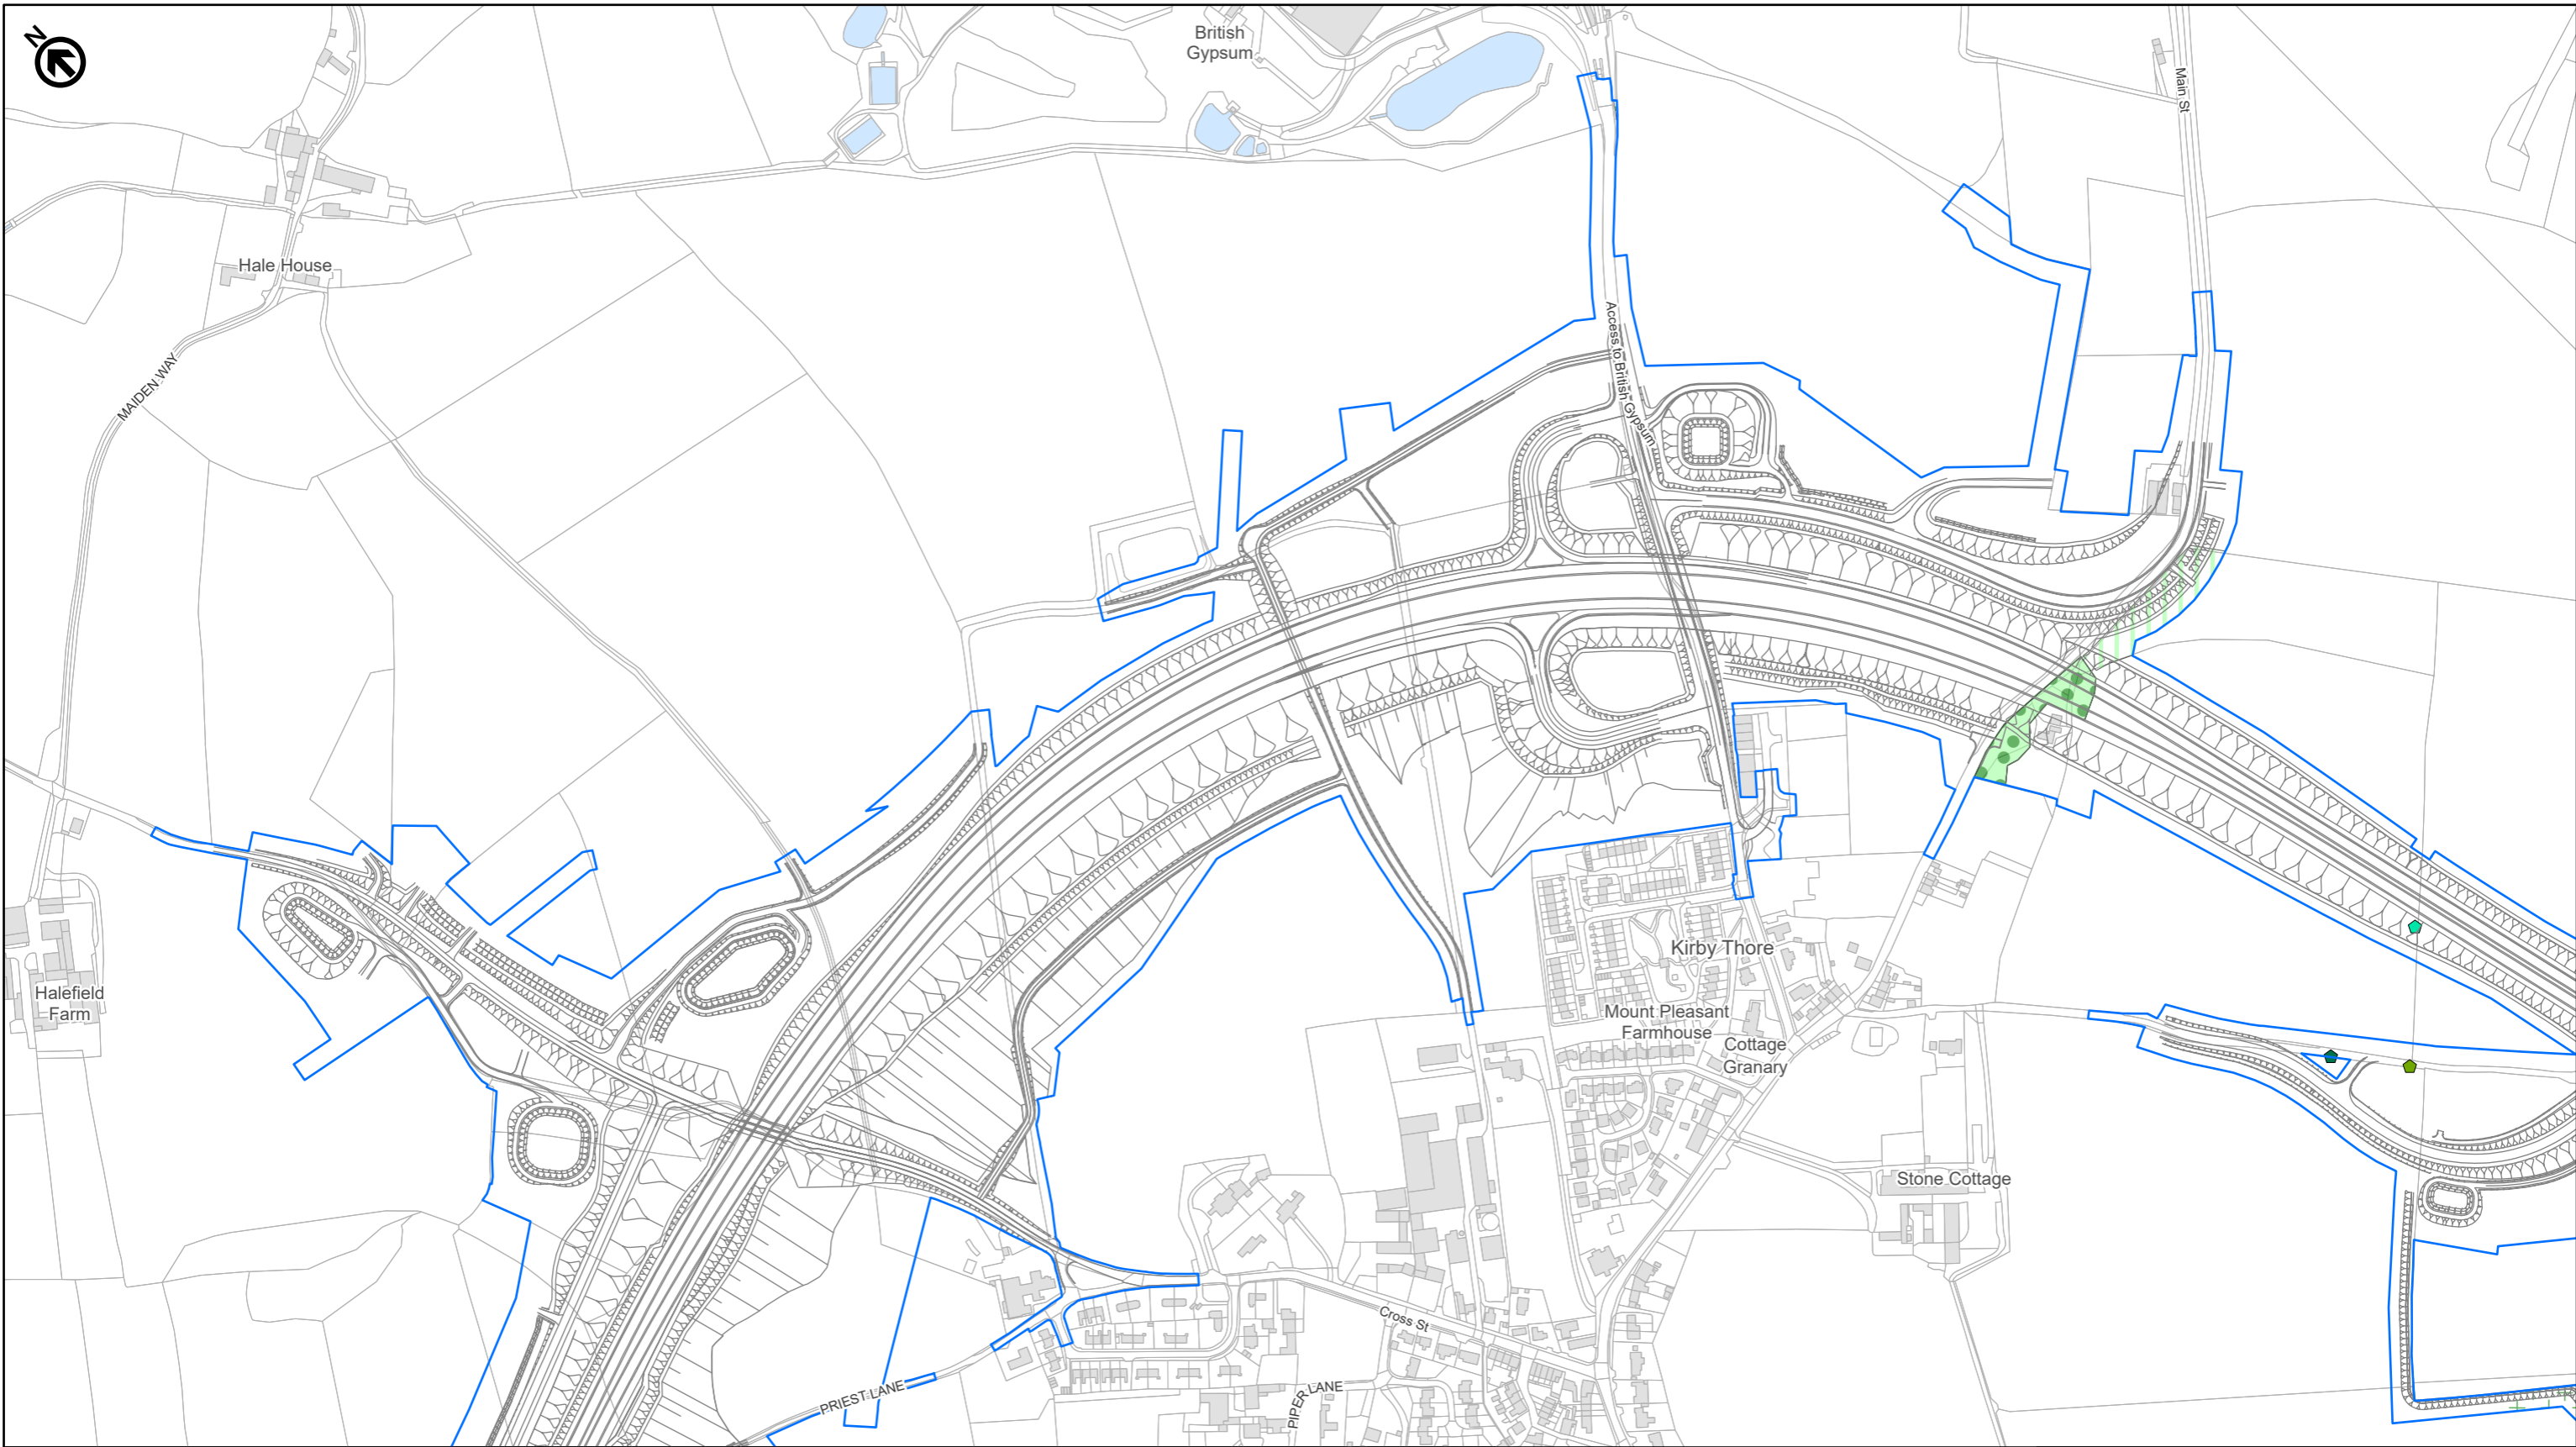 N
British
Gypsum
Main St
Hale House
MAIDEN WAY
Access to British Gypsum
Halefield
Farm
Kirby Thore
Mount Pleasant
Farmhouse
Cottage
Granary
Stone Cottage
Cross St
PRIEST LANE
PIPER LANE